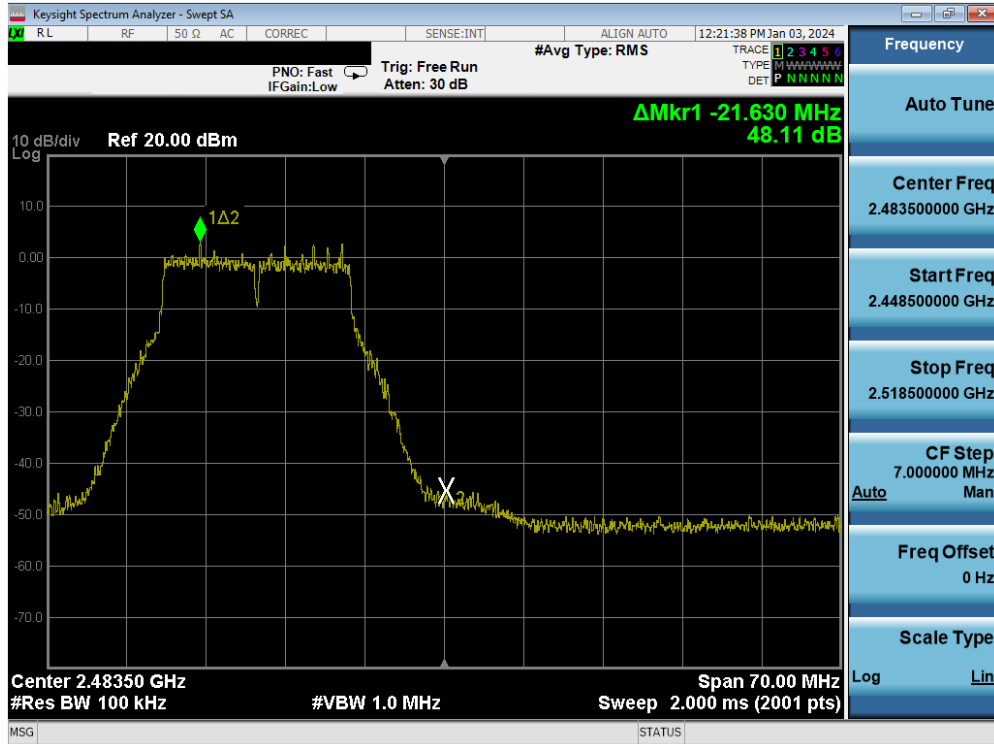 Keysight Spectrum Analyzer - Swept SA
LXI RL RF 50 Ω AC CORREC SENSE:INT ALIGN AUTO 12:21:38 PM Jan 03, 2024
#Avg Type: RMS
TRACE 1 2 3 4 5 6
TYPE M WWWWW
DET P N N N N N
PNO: Fast Trig: Free Run
IFGain:Low Atten: 30 dB
ΔMkr1 -21.630 MHz
48.11 dB
10 dB/div Ref 20.00 dBm
Log
10.0
1Δ2
0.00
-10.0
-20.0
-30.0
-40.0
2
-50.0
-60.0
-70.0
Center 2.48350 GHz Span 70.00 MHz
#Res BW 100 kHz #VBW 1.0 MHz Sweep 2.000 ms (2001 pts)
MSG STATUS
Frequency
Auto Tune
Center Freq
2.483500000 GHz
Start Freq
2.448500000 GHz
Stop Freq
2.518500000 GHz
CF Step
7.000000 MHz
Auto Man
Freq Offset
0 Hz
Scale Type
Log Lin